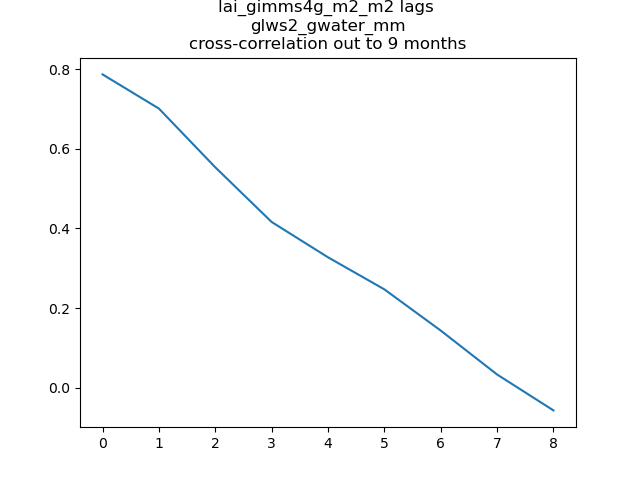 lai_gimms4g_m2_m2 lags
glws2_gwater_mm
cross-correlation out to 9 months
0.8
0.6
0.4
0.2
0.0
0 1 2 3 4 5 6 7 8